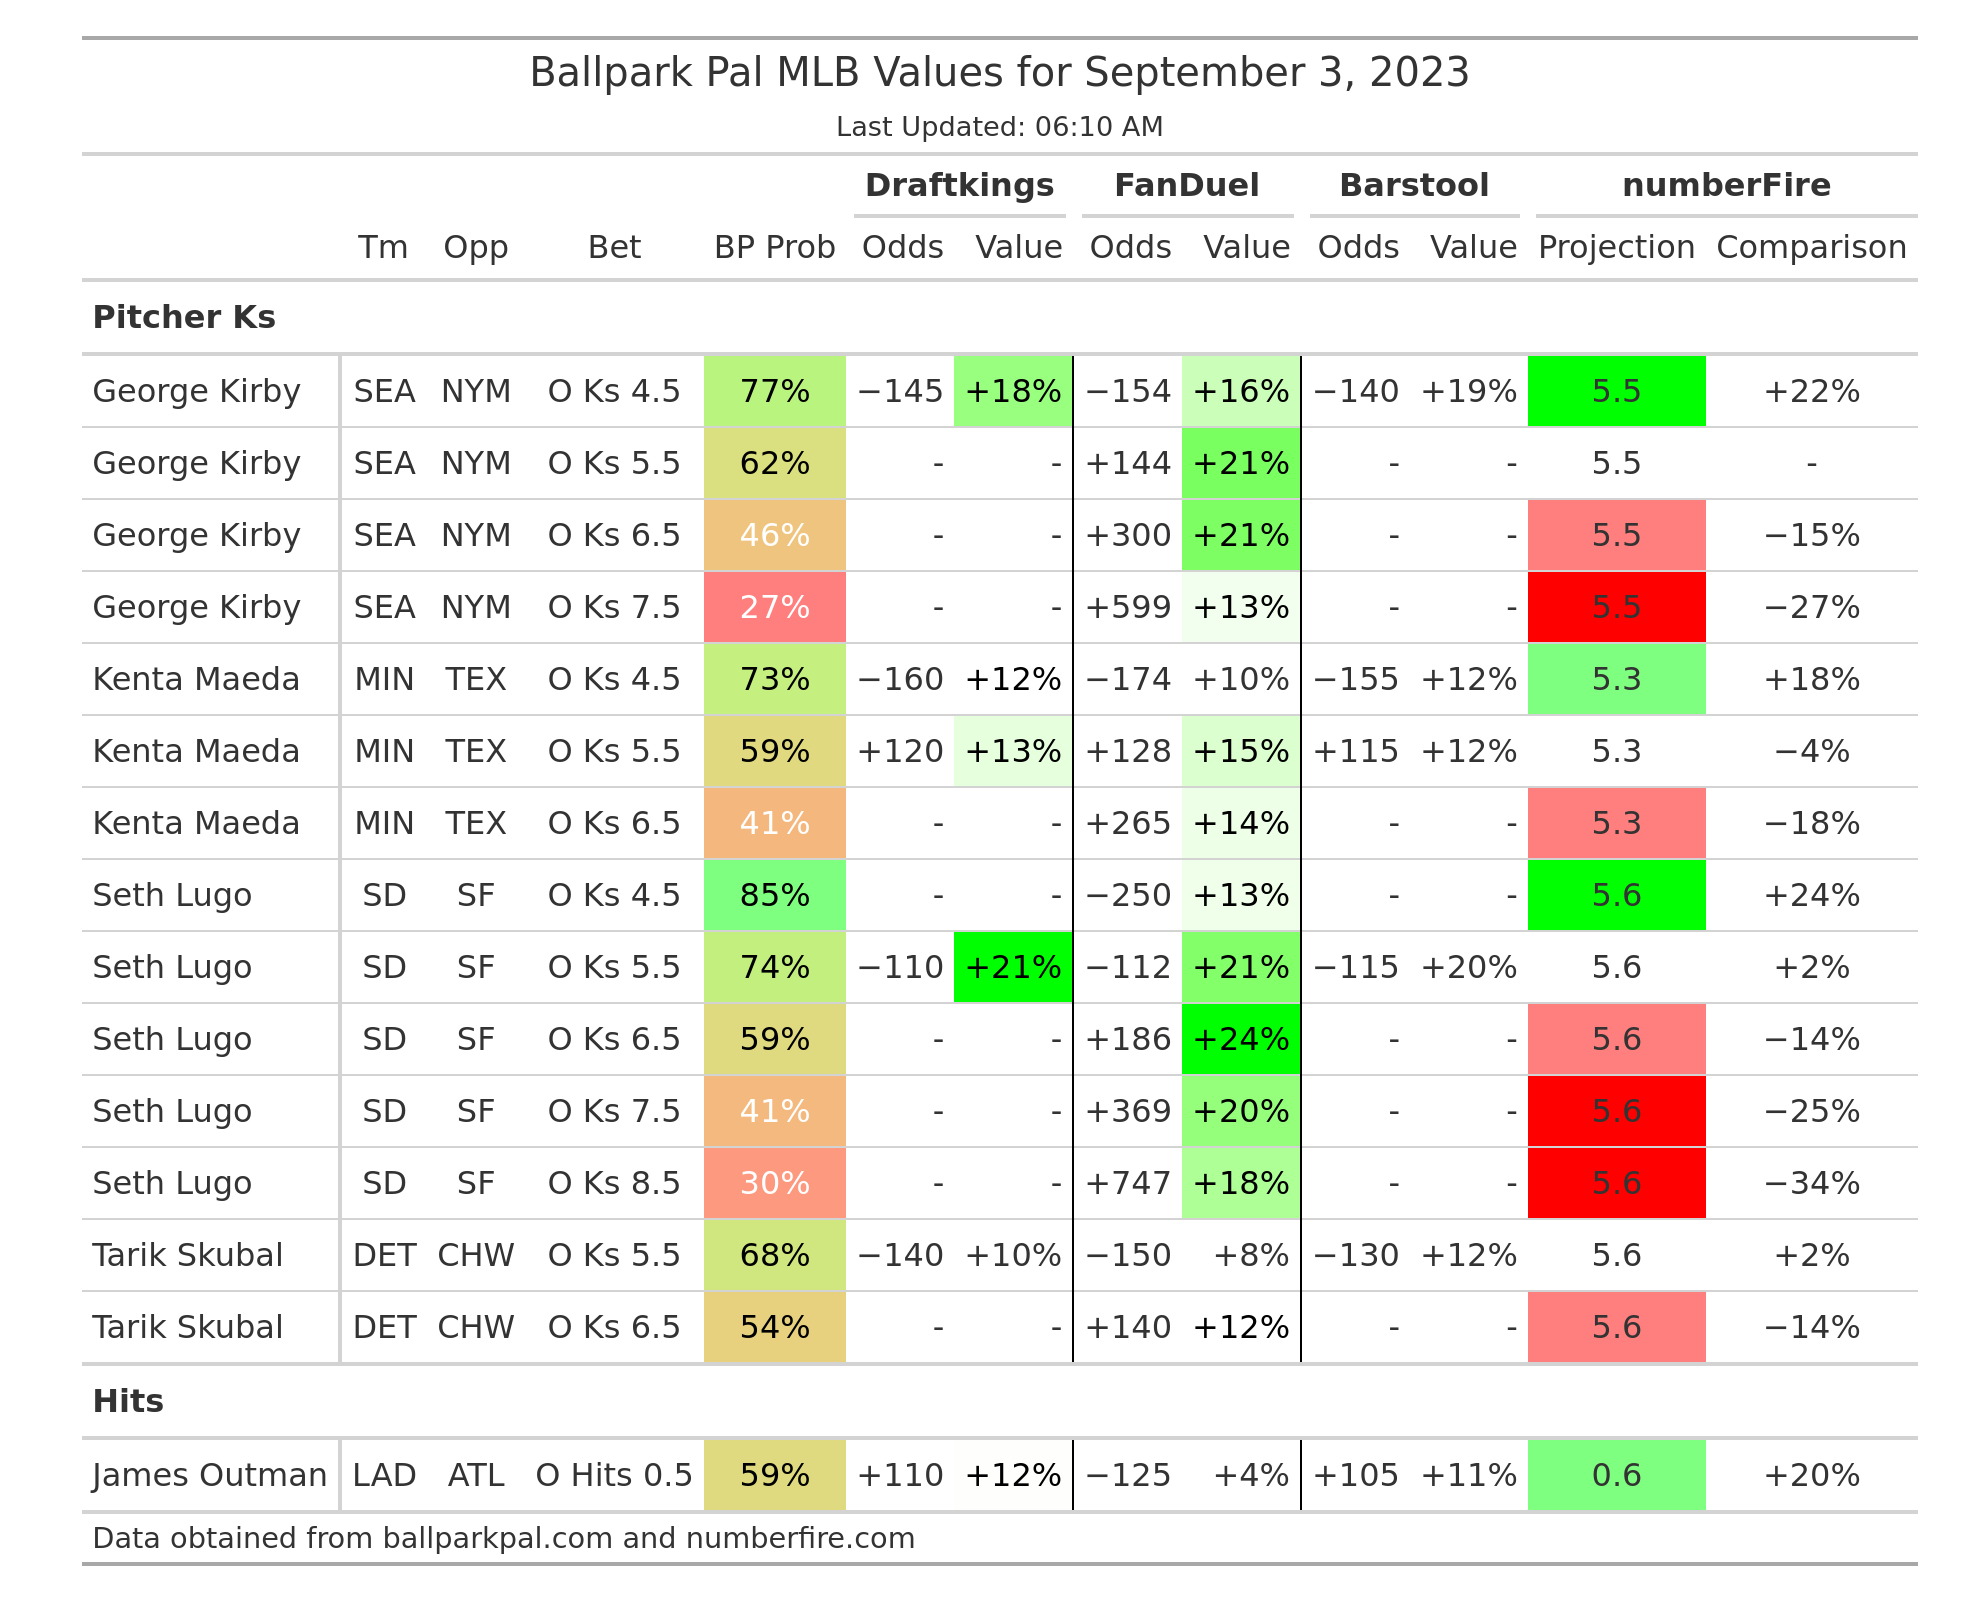 Ballpark Pal MLB Values for September 3, 2023
Last Updated: 06:10 AM
Draftkings FanDuel Barstool numberFire
Tm Opp Bet BP Prob Odds Value Odds Value Odds Value Projection Comparison
Pitcher Ks
George Kirby SEA NYM O Ks 4.5 77% −145 +18% −154 +16% −140 +19% 5.5 +22%
George Kirby SEA NYM O Ks 5.5 62% - - +144 +21% - - 5.5 -
George Kirby SEA NYM O Ks 6.5 46% - - +300 +21% - - 5.5 −15%
George Kirby SEA NYM O Ks 7.5 27% - - +599 +13% - - 5.5 −27%
Kenta Maeda MIN TEX O Ks 4.5 73% −160 +12% −174 +10% −155 +12% 5.3 +18%
Kenta Maeda MIN TEX O Ks 5.5 59% +120 +13% +128 +15% +115 +12% 5.3 −4%
Kenta Maeda MIN TEX O Ks 6.5 41% - - +265 +14% - - 5.3 −18%
Seth Lugo SD SF O Ks 4.5 85% - - −250 +13% - - 5.6 +24%
Seth Lugo SD SF O Ks 5.5 74% −110 +21% −112 +21% −115 +20% 5.6 +2%
Seth Lugo SD SF O Ks 6.5 59% - - +186 +24% - - 5.6 −14%
Seth Lugo SD SF O Ks 7.5 41% - - +369 +20% - - 5.6 −25%
Seth Lugo SD SF O Ks 8.5 30% - - +747 +18% - - 5.6 −34%
Tarik Skubal DET CHW O Ks 5.5 68% −140 +10% −150 +8% −130 +12% 5.6 +2%
Tarik Skubal DET CHW O Ks 6.5 54% - - +140 +12% - - 5.6 −14%
Hits
James Outman LAD ATL O Hits 0.5 59% +110 +12% −125 +4% +105 +11% 0.6 +20%
Data obtained from ballparkpal.com and numberfire.com